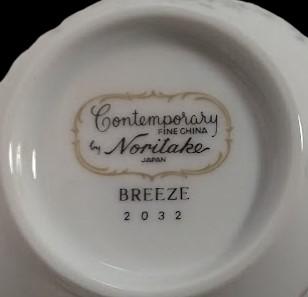 Contemporary
FINE CHINA
by Noritake
JAPAN
BREEZE
2032